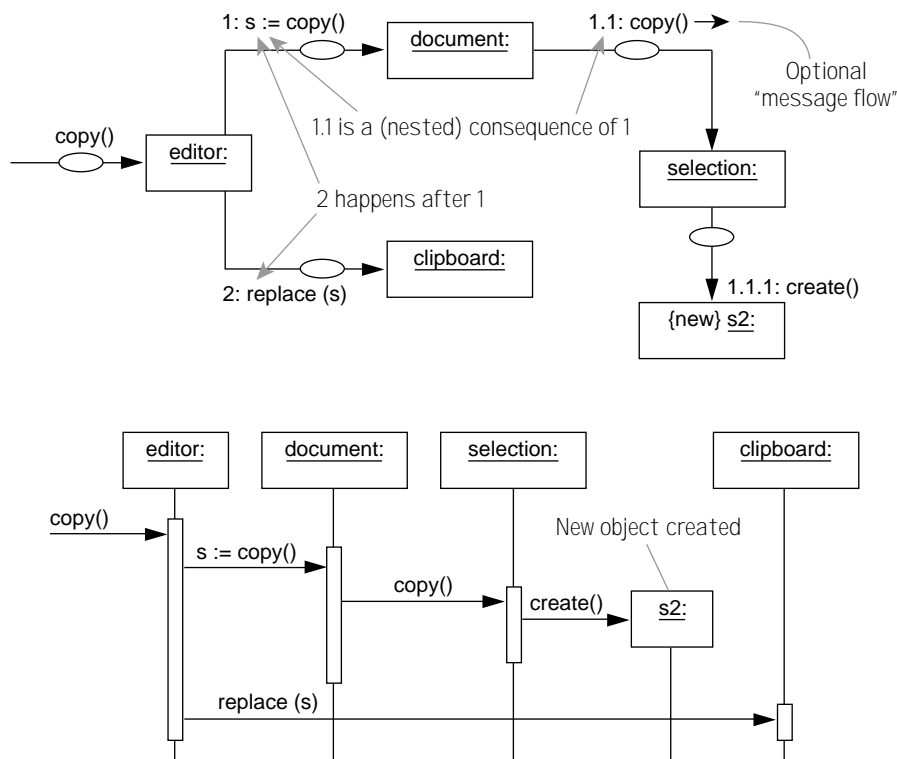 1: s := copy()
document:
1.1: copy()
Optional
"message flow"
1.1 is a (nested) consequence of 1
copy()
editor:
selection:
2 happens after 1
clipboard:
2: replace (s)
1.1.1: create()
{new} s2:
editor:
document:
selection:
clipboard:
copy()
New object created
s := copy()
copy()
create()
s2:
replace (s)